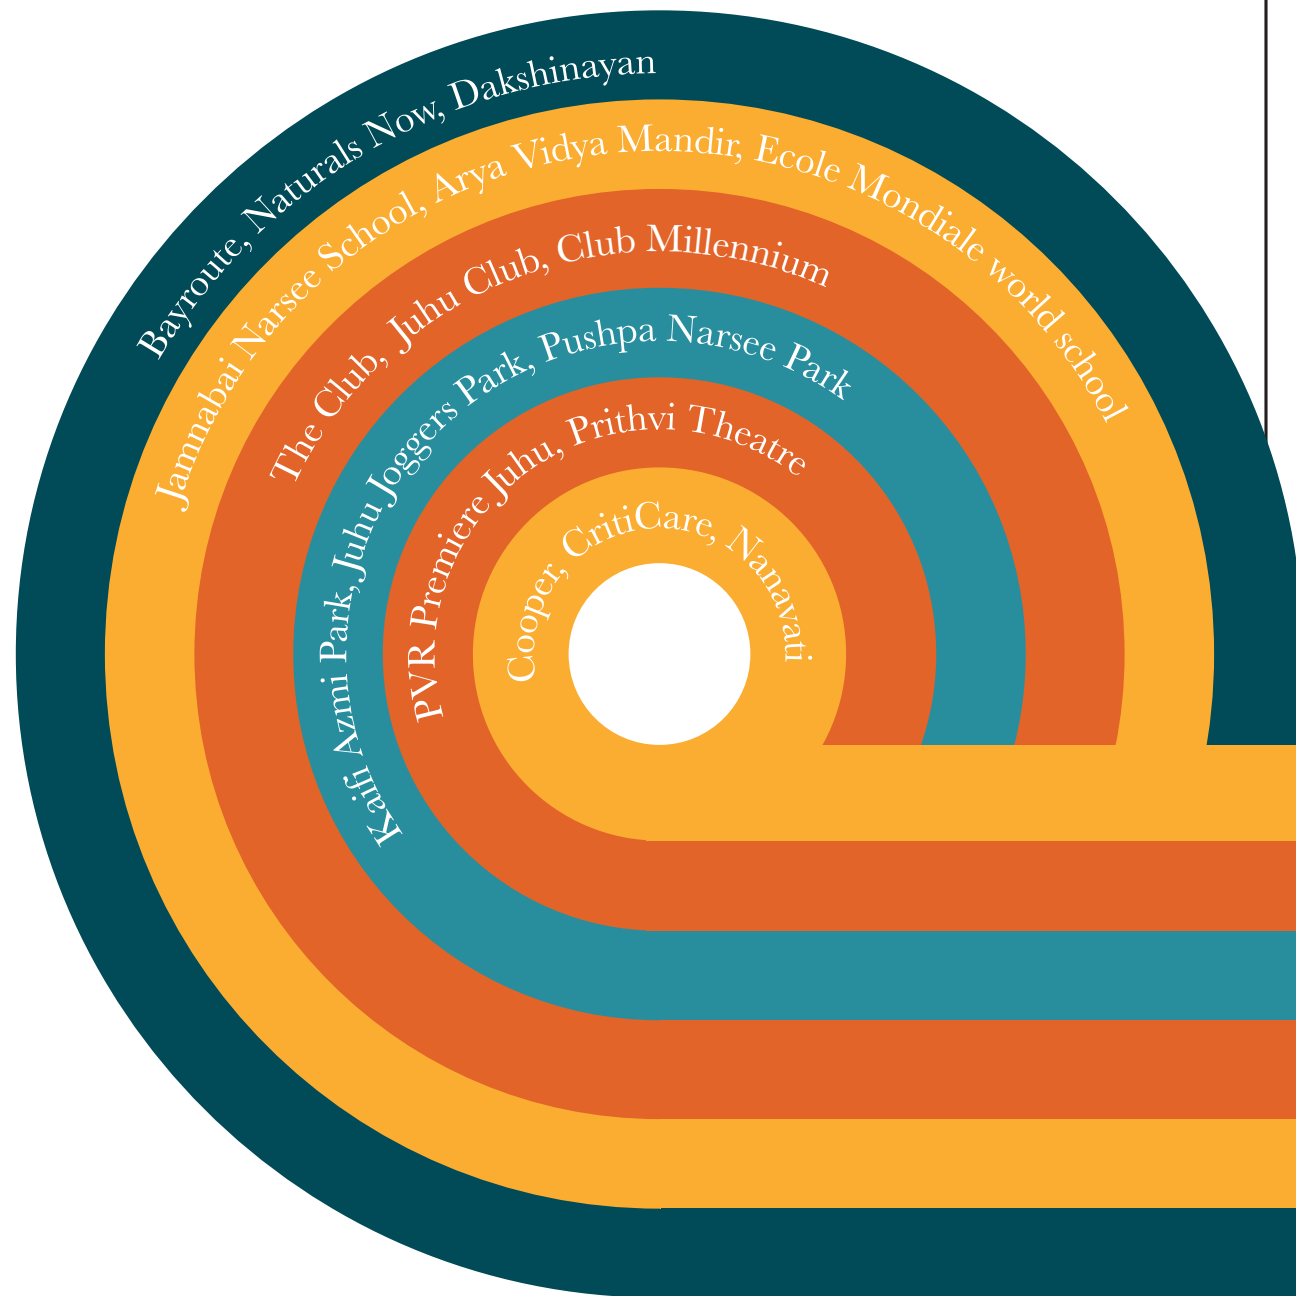 Bayroute, Naturals Now, Dakshinayan
Jamnabai Narsee School, Arya Vidya Mandir, Ecole Mondiale world school
The Club, Juhu Club, Club Millennium
Kaifi Azmi Park, Juhu Joggers Park, Pushpa Narsee Park
PVR Premiere Juhu, Prithvi Theatre
Cooper, CritiCare, Nanavati